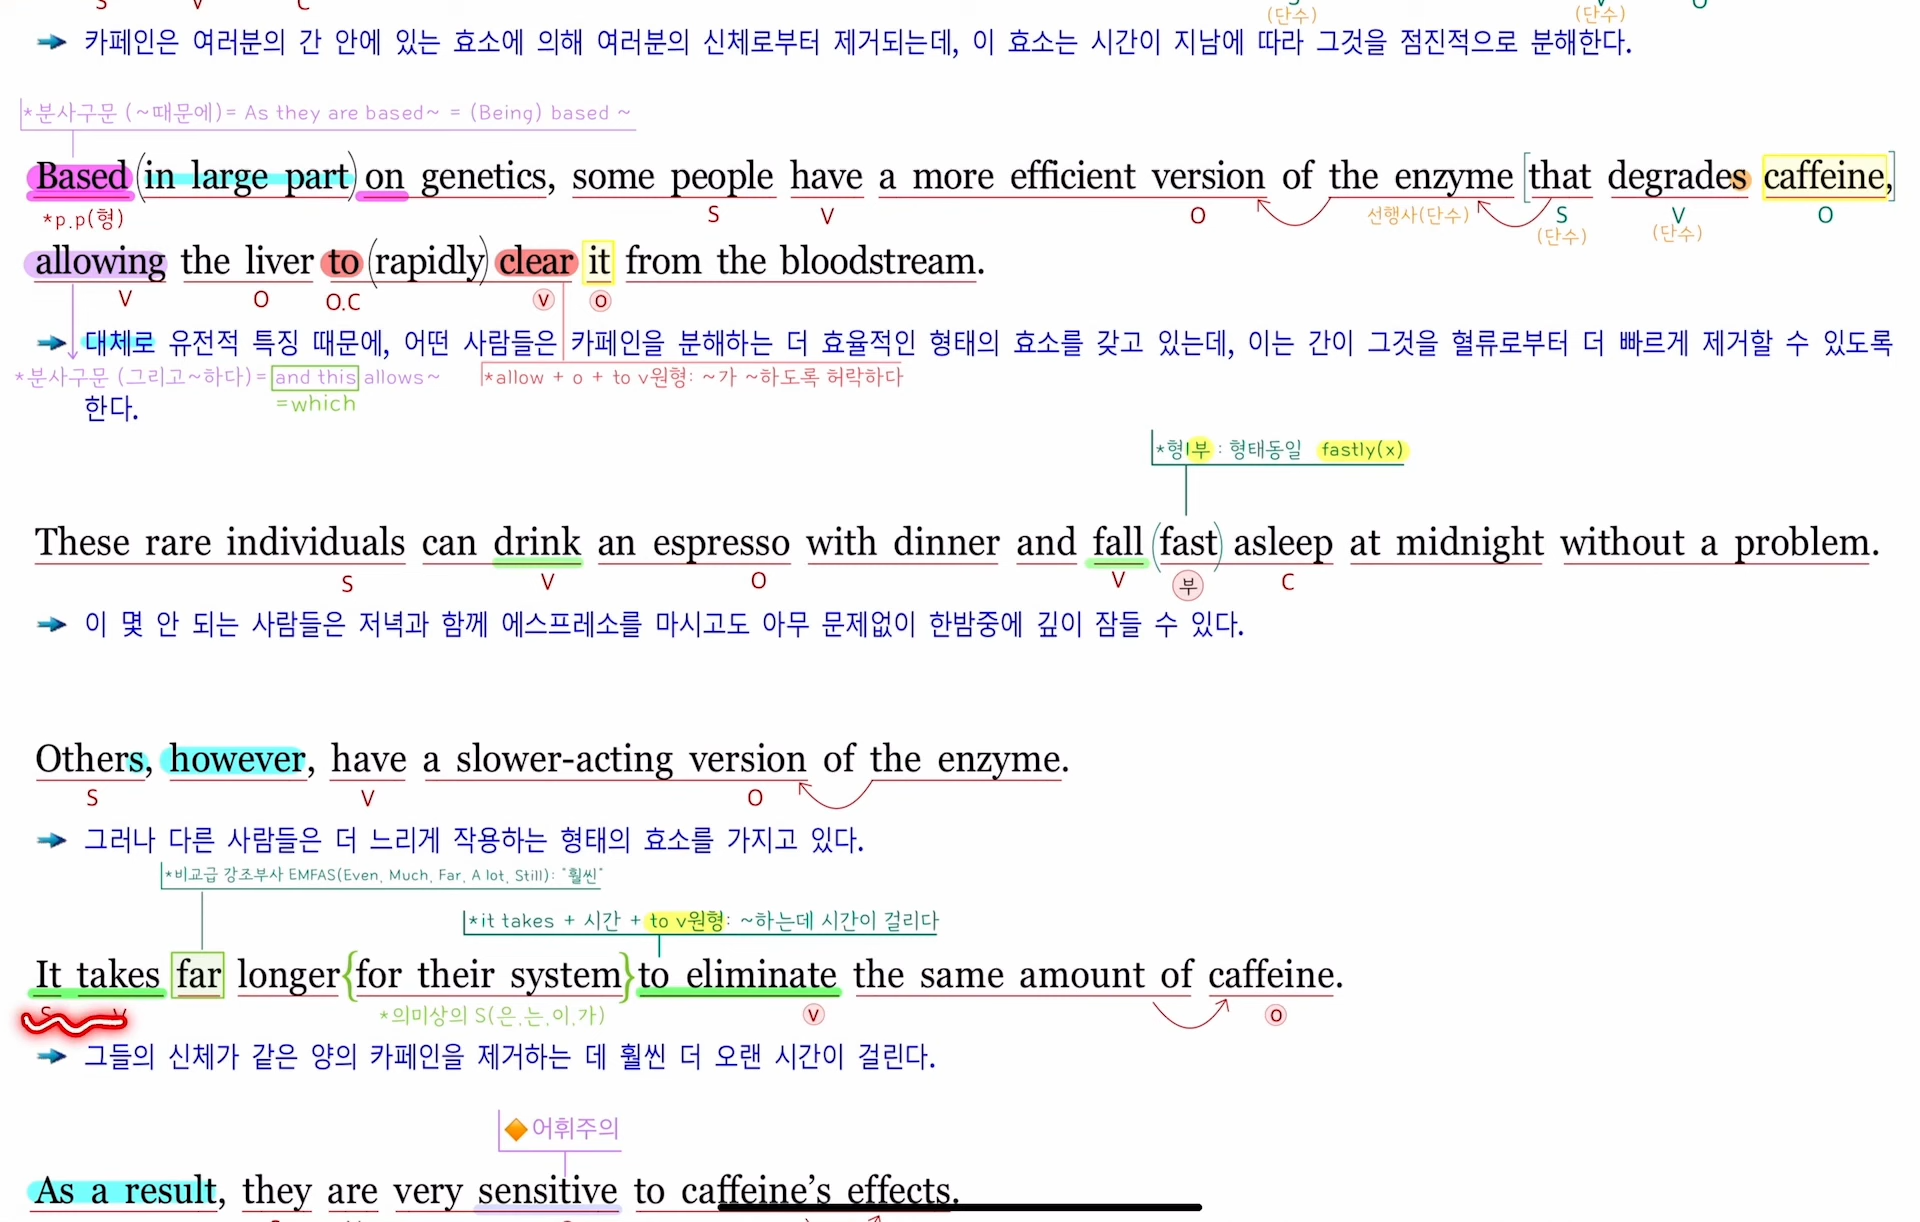 S V C S V O
(단수) (단수)
카페인은 여러분의 간 안에 있는 효소에 의해 여러분의 신체로부터 제거되는데, 이 효소는 시간이 지남에 따라 그것을 점진적으로 분해한다.
*분사구문 (~때문에)= As they are based~ = (Being) based ~
Based (in large part) on genetics, some people have a more efficient version of the enzyme [that degrades caffeine,]
*p.p(형) S V O 선행사(단수) S V O
(단수) (단수)
allowing the liver to (rapidly) clear it from the bloodstream.
V O O.C v o
대체로 유전적 특징 때문에, 어떤 사람들은 카페인을 분해하는 더 효율적인 형태의 효소를 갖고 있는데, 이는 간이 그것을 혈류로부터 더 빠르게 제거할 수 있도록
*분사구문 (그리고~하다)= and this allows~ *allow + o + to v원형: ~가 ~하도록 허락하다
=which
한다.
*형|부 : 형태동일 fastly(x)
These rare individuals can drink an espresso with dinner and fall (fast) asleep at midnight without a problem.
S V O V 부 C
이 몇 안 되는 사람들은 저녁과 함께 에스프레소를 마시고도 아무 문제없이 한밤중에 깊이 잠들 수 있다.
Others, however, have a slower-acting version of the enzyme.
S V O
그러나 다른 사람들은 더 느리게 작용하는 형태의 효소를 가지고 있다.
*비교급 강조부사 EMFAS(Even, Much, Far, A lot, Still): "훨씬"
*it takes + 시간 + to v원형: ~하는데 시간이 걸리다
It takes far longer {for their system} to eliminate the same amount of caffeine.
S V *의미상의 S(은,는,이,가) v o
그들의 신체가 같은 양의 카페인을 제거하는 데 훨씬 더 오랜 시간이 걸린다.
어휘주의
As a result, they are very sensitive to caffeine's effects.